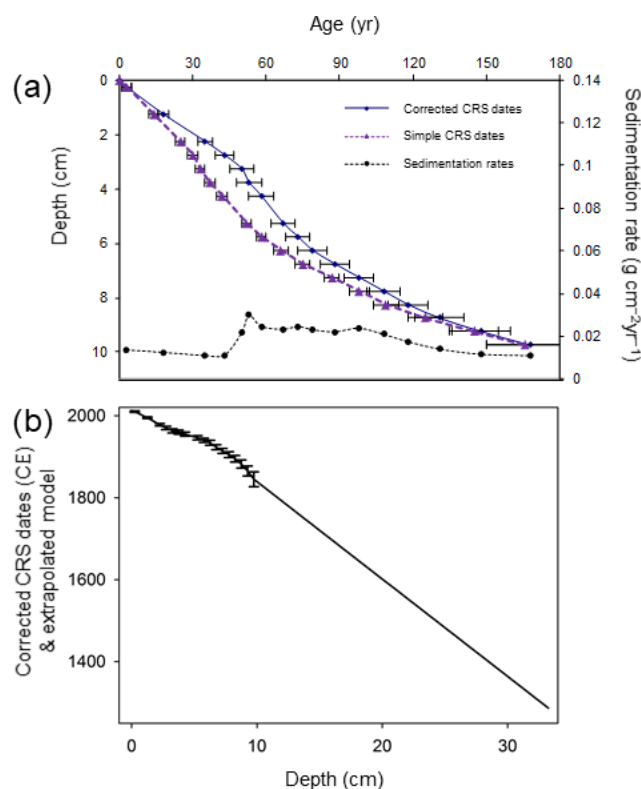 Age (yr)
0 30 60 90 120 150 180
(a)
0 2 4 6 8 10
Depth (cm)
Corrected CRS dates
Simple CRS dates
Sedimentation rates
0.14 0.12 0.1 0.08 0.06 0.04 0.02 0
Sedimentation rate (g cm⁻²yr⁻¹)
(b)
2000 1800 1600 1400
Corrected CRS dates (CE)
& extrapolated model
0 10 20 30
Depth (cm)